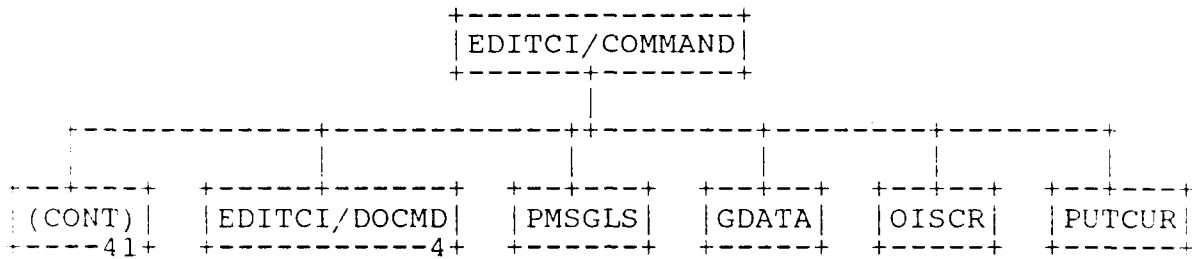 EDITCI/COMMAND
(CONT) EDITCI/DOCMD PMSGLS GDATA OISCR PUTCUR
41 4